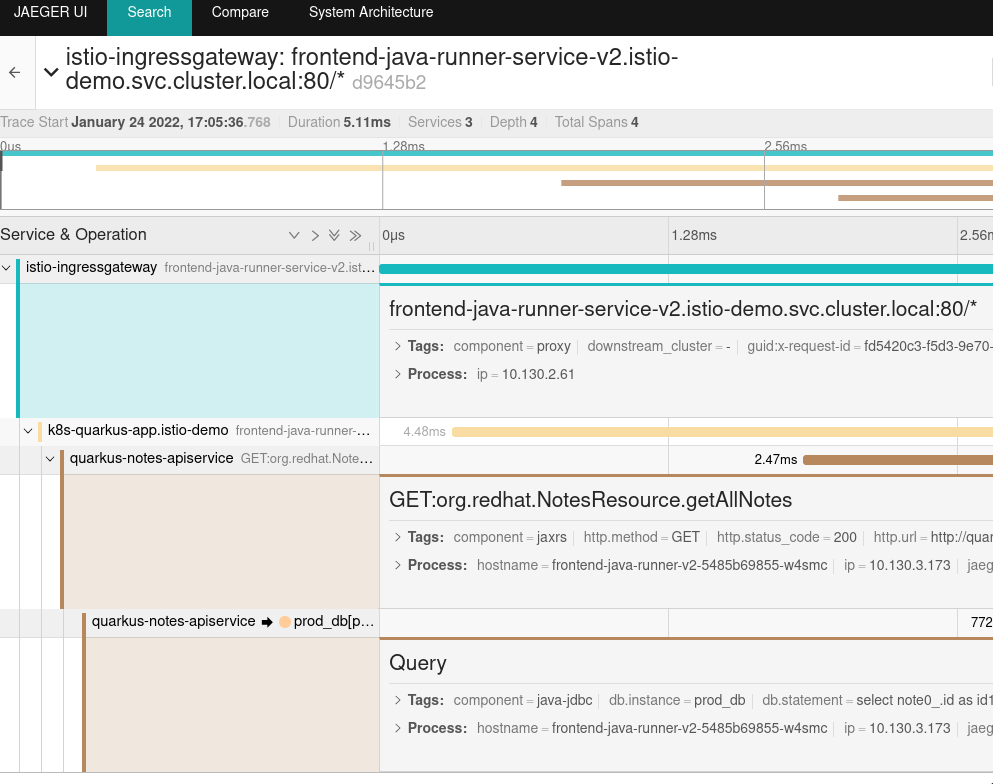 JAEGER UI Search Compare System Architecture
istio-ingressgateway: frontend-java-runner-service-v2.istio-
demo.svc.cluster.local:80/* d9645b2
Trace Start January 24 2022, 17:05:36.768 Duration 5.11ms Services 3 Depth 4 Total Spans 4
0μs 1.28ms 2.56ms
Service & Operation 0μs 1.28ms 2.56m
istio-ingressgateway frontend-java-runner-service-v2.ist...
frontend-java-runner-service-v2.istio-demo.svc.cluster.local:80/*
Tags: component = proxy downstream_cluster = - guid:x-request-id = fd5420c3-f5d3-9e70-
Process: ip = 10.130.2.61
k8s-quarkus-app.istio-demo frontend-java-runner-... 4.48ms
quarkus-notes-apiservice GET:org.redhat.Note... 2.47ms
GET:org.redhat.NotesResource.getAllNotes
Tags: component = jaxrs http.method = GET http.status_code = 200 http.url = http://quar
Process: hostname = frontend-java-runner-v2-5485b69855-w4smc ip = 10.130.3.173 jaeg
quarkus-notes-apiservice prod_db[p... 772
Query
Tags: component = java-jdbc db.instance = prod_db db.statement = select note0_.id as id1
Process: hostname = frontend-java-runner-v2-5485b69855-w4smc ip = 10.130.3.173 jaeg